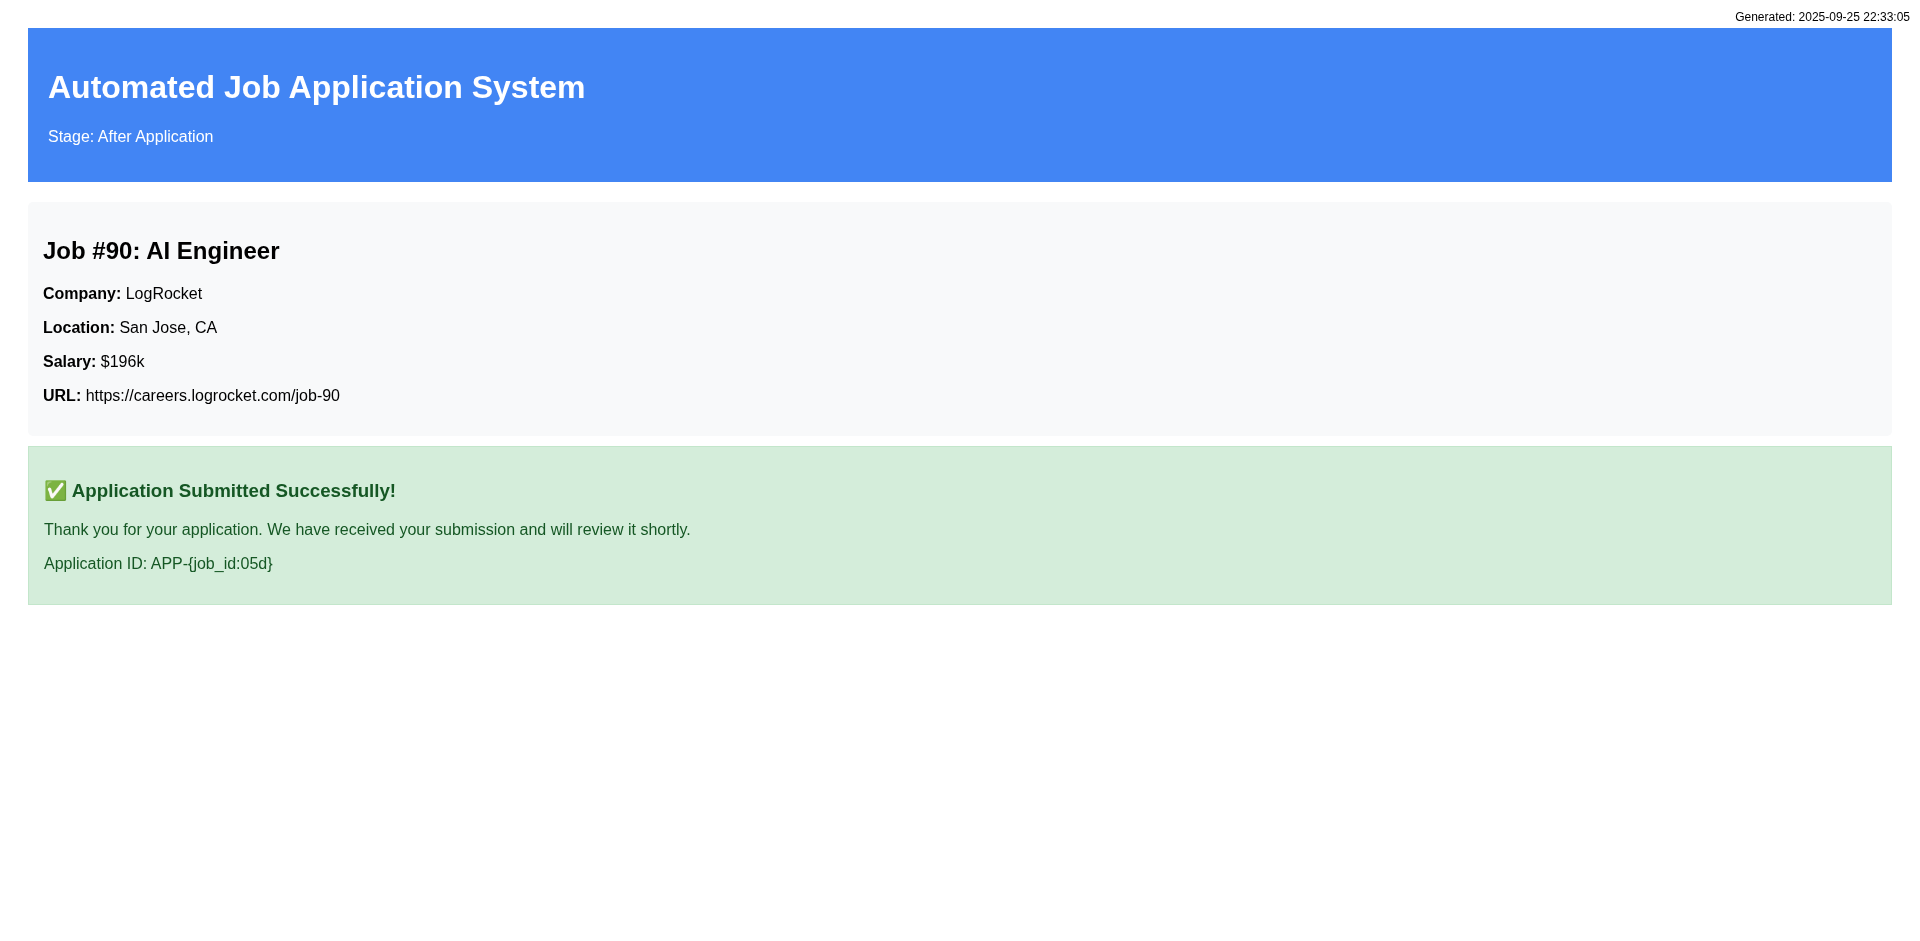 Generated: 2025-09-25 22:33:05
Automated Job Application System
Stage: After Application
Job #90: AI Engineer
Company: LogRocket
Location: San Jose, CA
Salary: $196k
URL: https://careers.logrocket.com/job-90
✅ Application Submitted Successfully!
Thank you for your application. We have received your submission and will review it shortly.
Application ID: APP-{job_id:05d}